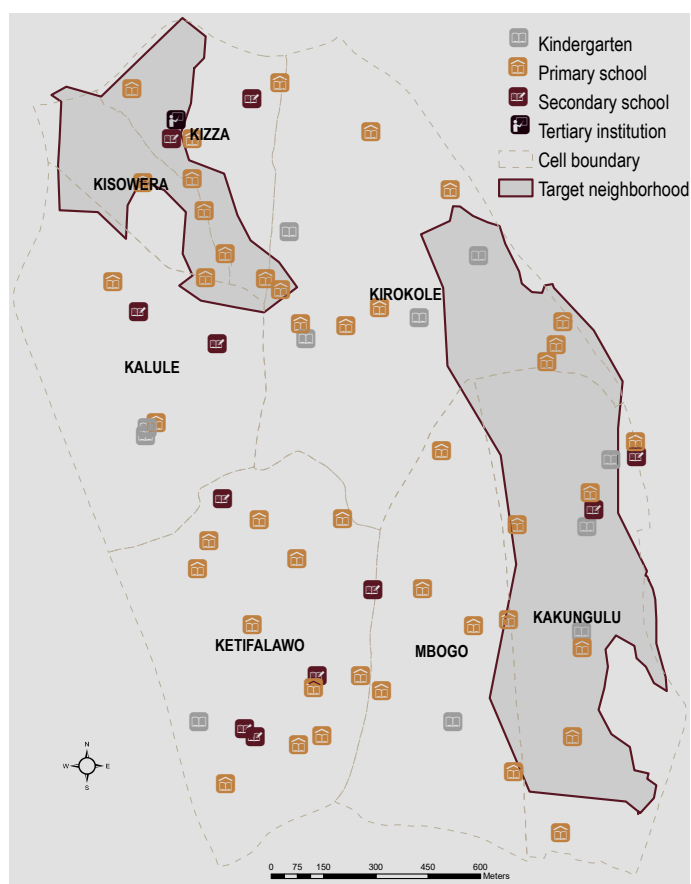 Kindergarten
Primary school
Secondary school
Tertiary institution
Cell boundary
Target neighborhood
KIZZA
KISOWERA
KIROKOLE
KALULE
KAKUNGULU
KETIFALAWO
MBOGO
N
W E
S
0 75 150 300 450 600
Meters